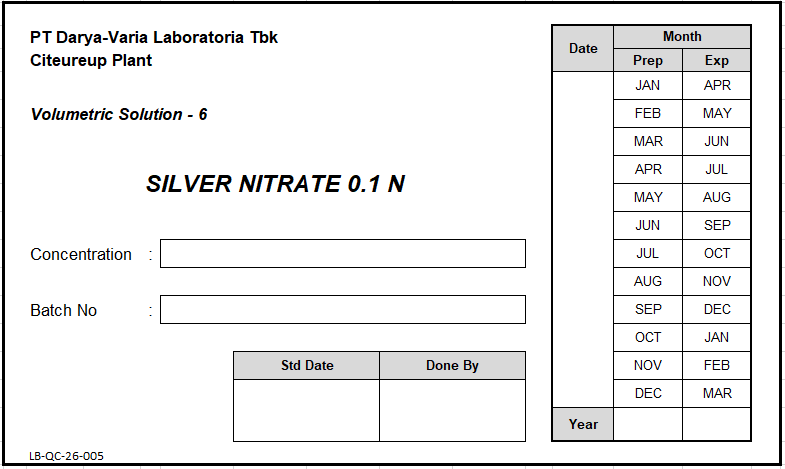 PT Darya-Varia Laboratoria Tbk
Citeureup Plant
Volumetric Solution - 6
SILVER NITRATE 0.1 N
Concentration :
Batch No :
Std Date Done By
LB-QC-26-005
Date Month
Prep Exp
JAN APR
FEB MAY
MAR JUN
APR JUL
MAY AUG
JUN SEP
JUL OCT
AUG NOV
SEP DEC
OCT JAN
NOV FEB
DEC MAR
Year